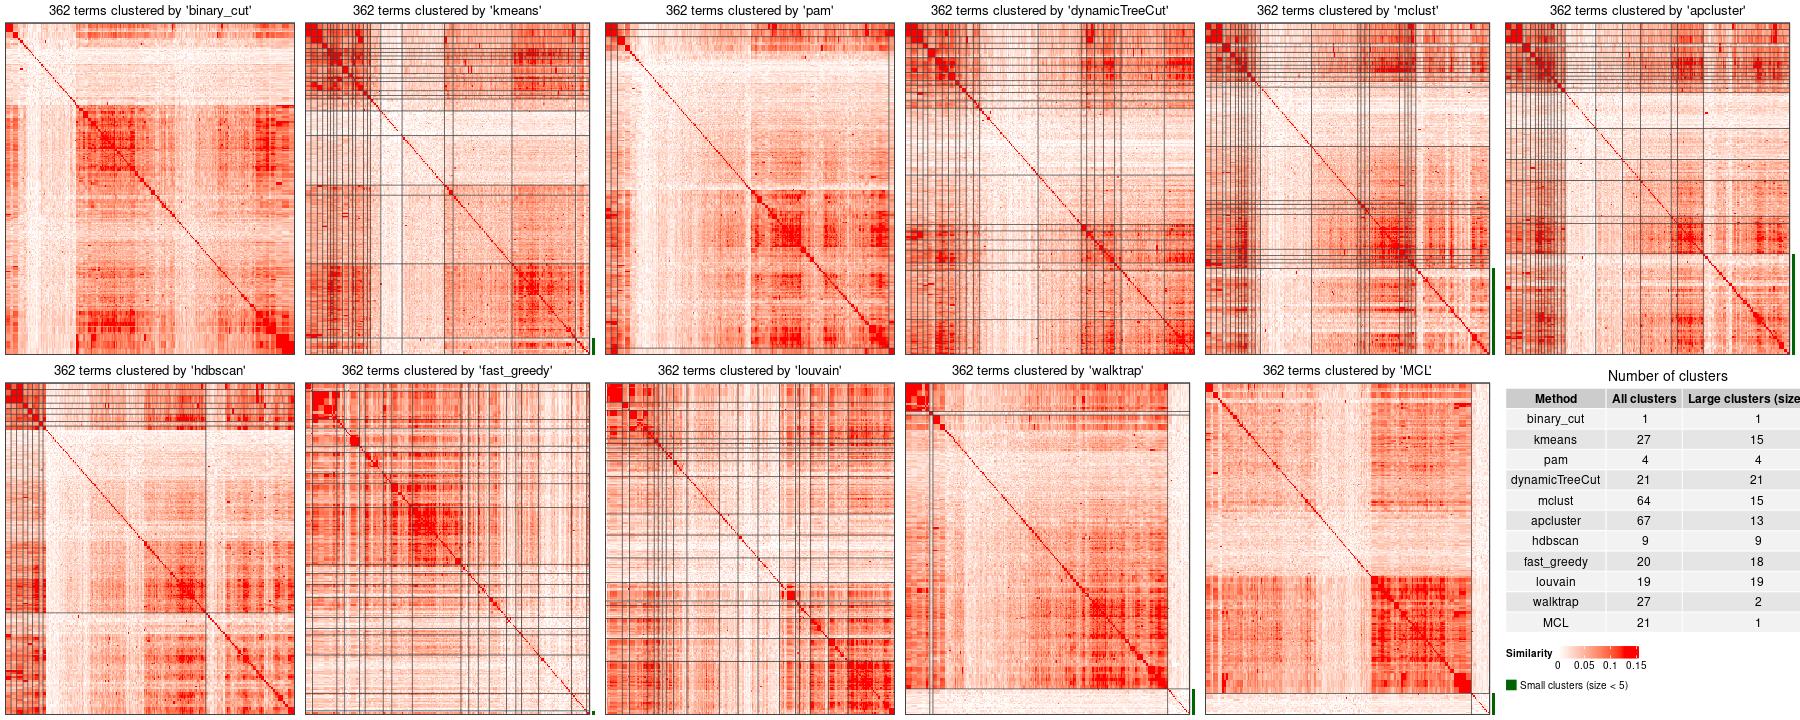 362 terms clustered by 'binary_cut'
362 terms clustered by 'kmeans'
362 terms clustered by 'pam'
362 terms clustered by 'dynamicTreeCut'
362 terms clustered by 'mclust'
362 terms clustered by 'apcluster'
362 terms clustered by 'hdbscan'
362 terms clustered by 'fast_greedy'
362 terms clustered by 'louvain'
362 terms clustered by 'walktrap'
362 terms clustered by 'MCL'
Number of clusters
Method All clusters Large clusters (size
binary_cut 1 1
kmeans 27 15
pam 4 4
dynamicTreeCut 21 21
mclust 64 15
apcluster 67 13
hdbscan 9 9
fast_greedy 20 18
louvain 19 19
walktrap 27 2
MCL 21 1
Similarity
0 0.05 0.1 0.15
Small clusters (size < 5)